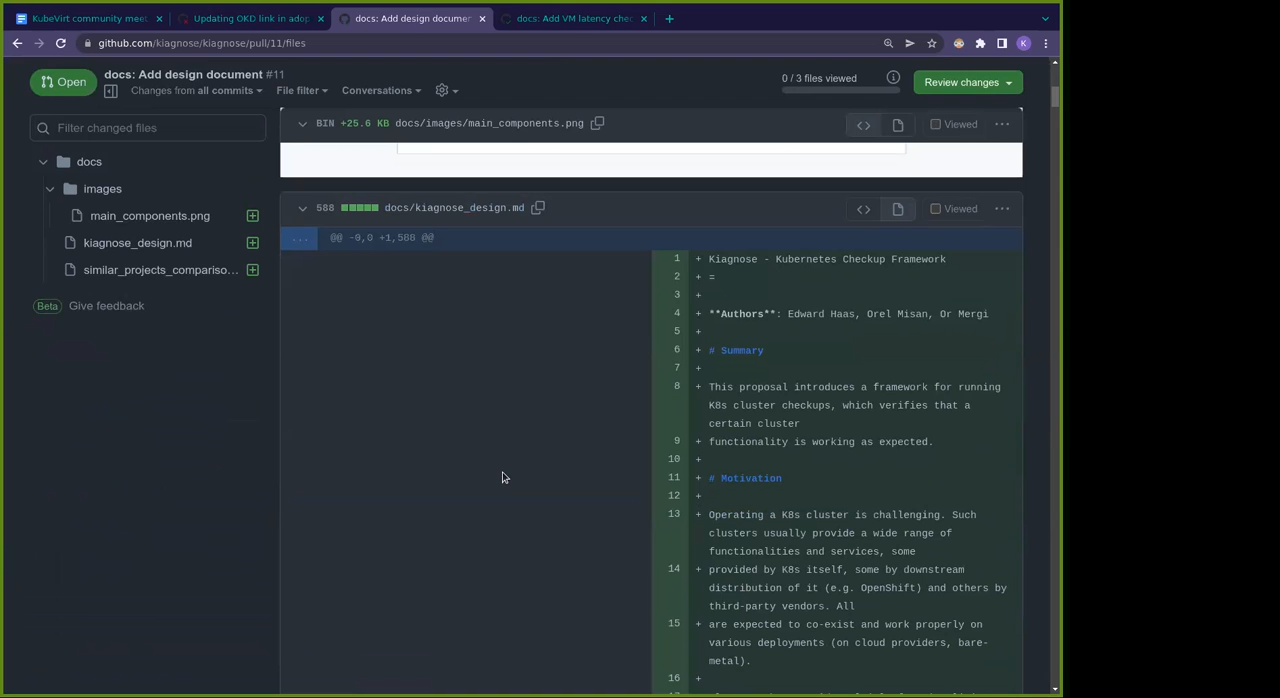 KubeVirt community meet
Updating OKD link in adop
docs: Add design documen
docs: Add VM latency chec
github.com/kiagnose/kiagnose/pull/11/files
K
Open
docs: Add design document #11
Changes from all commits
File filter
Conversations
0 / 3 files viewed
Review changes
Filter changed files
docs
images
main_components.png
kiagnose_design.md
similar_projects_compariso...
Beta Give feedback
BIN +25.6 KB docs/images/main_components.png
Viewed
588 docs/kiagnose_design.md
Viewed
... @@ -0,0 +1,588 @@
1 + Kiagnose - Kubernetes Checkup Framework
2 + =
3 +
4 + **Authors**: Edward Haas, Orel Misan, Or Mergi
5 +
6 + # Summary
7 +
8 + This proposal introduces a framework for running
K8s cluster checkups, which verifies that a
certain cluster
9 + functionality is working as expected.
10 +
11 + # Motivation
12 +
13 + Operating a K8s cluster is challenging. Such
clusters usually provide a wide range of
functionalities and services, some
14 + provided by K8s itself, some by downstream
distribution of it (e.g. OpenShift) and others by
third-party vendors. All
15 + are expected to co-exist and work properly on
various deployments (on cloud providers, bare-
metal).
16 +